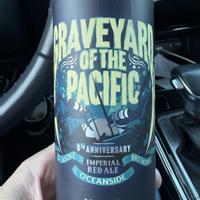 GRAVEYARD
OF THE
PACIFIC
8TH ANNIVERSARY
IMPERIAL
RED ALE
OCEANSIDE